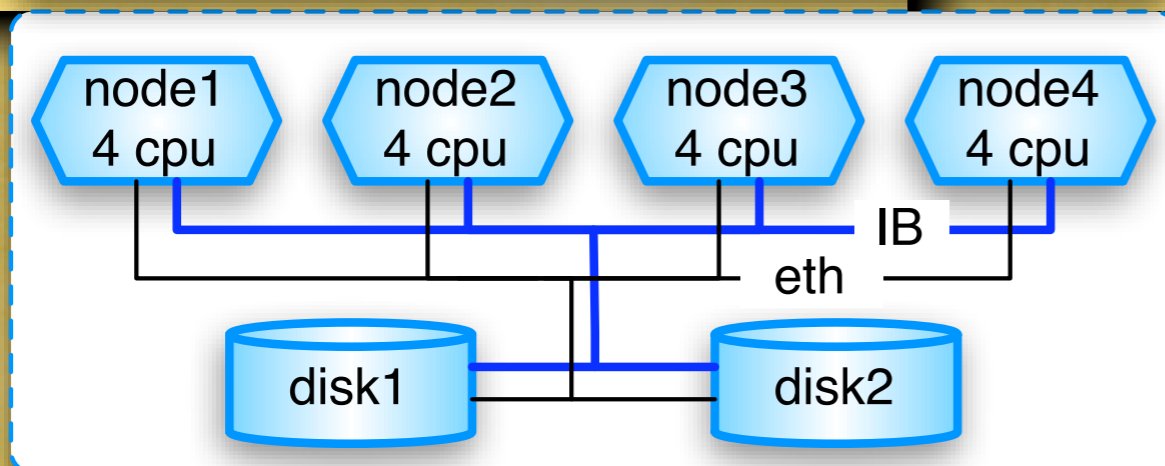 node1
4 cpu
node2
4 cpu
node3
4 cpu
node4
4 cpu
IB
eth
disk1
disk2